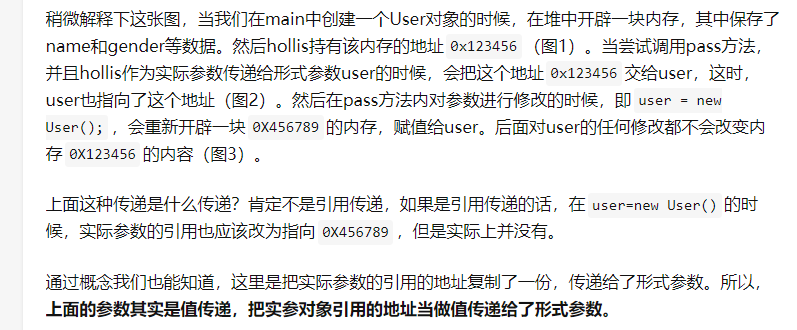 稍微解释下这张图，当我们在main中创建一个User对象的时候，在堆中开辟一块内存，其中保存了
name和gender等数据。然后hollis持有该内存的地址 0x123456 （图1）。当尝试调用pass方法，
并且hollis作为实际参数传递给形式参数user的时候，会把这个地址 0x123456 交给user，这时，
user也指向了这个地址（图2）。然后在pass方法内对参数进行修改的时候，即 user = new
User(); ，会重新开辟一块 0X456789 的内存，赋值给user。后面对user的任何修改都不会改变内
存 0X123456 的内容（图3）。
上面这种传递是什么传递？肯定不是引用传递，如果是引用传递的话，在 user=new User() 的时
候，实际参数的引用也应该改为指向 0X456789 ，但是实际上并没有。
通过概念我们也能知道，这里是把实际参数的引用的地址复制了一份，传递给了形式参数。所以，
上面的参数其实是值传递，把实参对象引用的地址当做值传递给了形式参数。